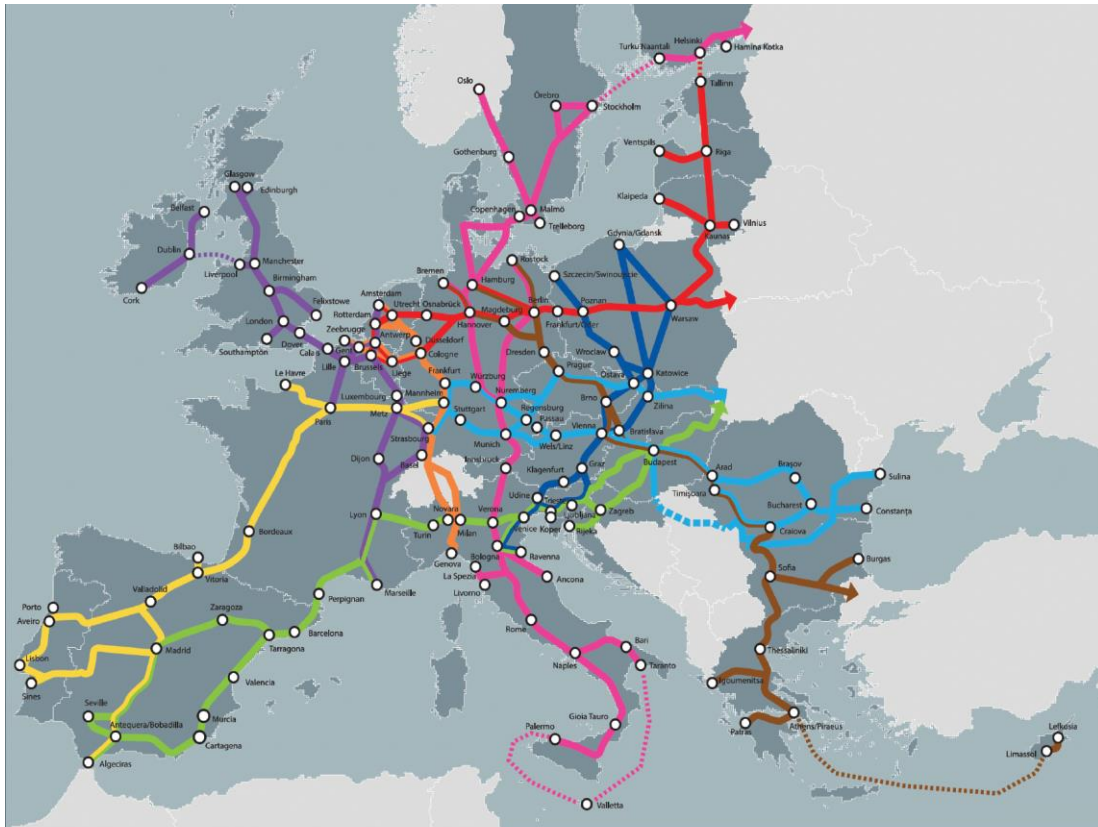 Turku Naantali
Helsinki
Hamina Kotka
Oslo
Örebro
Stockholm
Tallinn
Ventspils
Riga
Gothenburg
Glasgow
Edinburgh
Klaipeda
Copenhagen
Malmö
Trelleborg
Kaunas
Vilnius
Belfast
Gdynia/Gdansk
Dublin
Liverpool
Manchester
Bremen
Rostock
Szczecin/Swinoujscie
Cork
Birmingham
Hamburg
Felixstowe
Amsterdam
Utrecht
Osnabrück
Magdeburg
Berlin
Poznan
London
Rotterdam
Hannover
Frankfurt/Oder
Warsaw
Southampton
Dover
Zeebrugge
Antwerp
Düsseldorf
Calais
Gent
Cologne
Dresden
Wroclaw
Lille
Brussels
Liège
Prague
Katowice
Le Havre
Frankfurt
Würzburg
Ostava
Luxembourg
Mannheim
Nuremberg
Brno
Zilina
Paris
Metz
Stuttgart
Regensburg
Passau
Strasbourg
Vienna
Bratislava
Munich
Wels/Linz
Budapest
Dijon
Basel
Innsbruck
Klagenfurt
Graz
Arad
Braşov
Sulina
Timişoara
Udine
Trieste
Lyon
Novara
Verona
Ljubljana
Zagreb
Bucharest
Constanţa
Turin
Milan
Venice
Koper
Rijeka
Craiova
Bordeaux
Genova
Bologna
Ravenna
Bilbao
La Spezia
Ancona
Sofia
Burgas
Vitoria
Livorno
Marseille
Valladolid
Perpignan
Porto
Zaragoza
Aveiro
Rome
Barcelona
Madrid
Tarragona
Bari
Thessaliniki
Lisbon
Naples
Taranto
Sines
Valencia
Igoumenitsa
Seville
Murcia
Gioia Tauro
Antequera/Bobadilla
Palermo
Patras
Athens/Piraeus
Lefkosia
Cartagena
Limassol
Algeciras
Valletta